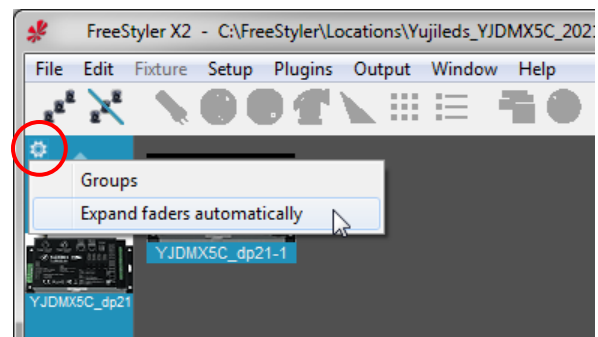 FreeStyler X2 - C:\FreeStyler\Locations\Yujileds_YJDMX5C_2021
File Edit Fixture Setup Plugins Output Window Help
Groups
Expand faders automatically
YJDMX5C_dp21-1
YJDMX5C_dp21